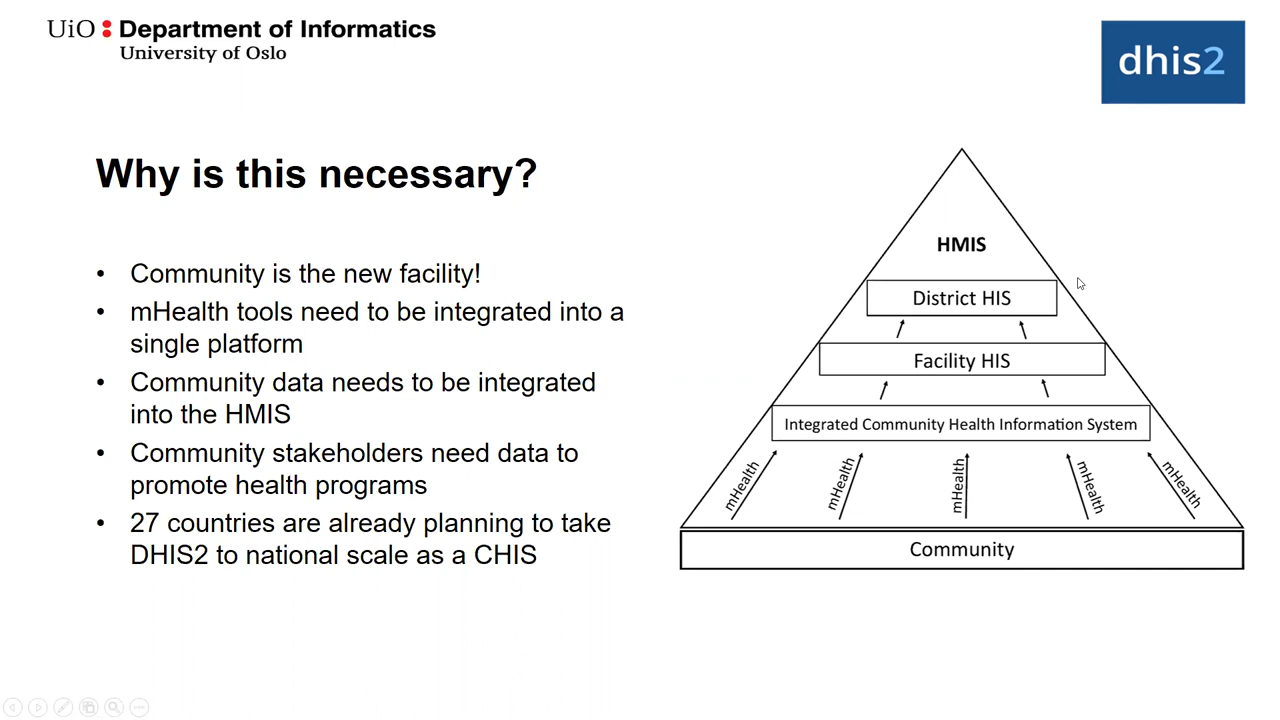 UiO : Department of Informatics
University of Oslo
dhis2
Why is this necessary?
• Community is the new facility!
• mHealth tools need to be integrated into a
single platform
• Community data needs to be integrated
into the HMIS
• Community stakeholders need data to
promote health programs
• 27 countries are already planning to take
DHIS2 to national scale as a CHIS
HMIS
District HIS
Facility HIS
Integrated Community Health Information System
mHealth
mHealth
mHealth
mHealth
mHealth
Community